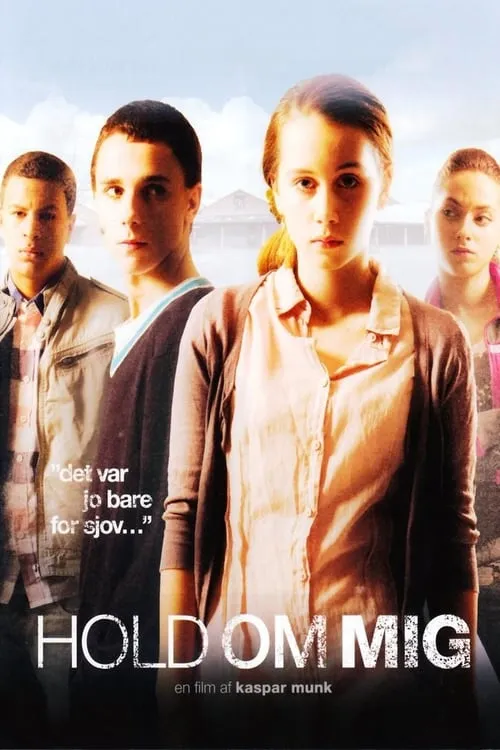 "det var
jo bare
for sjov..."
HOLD OM MIG
en film af kaspar munk